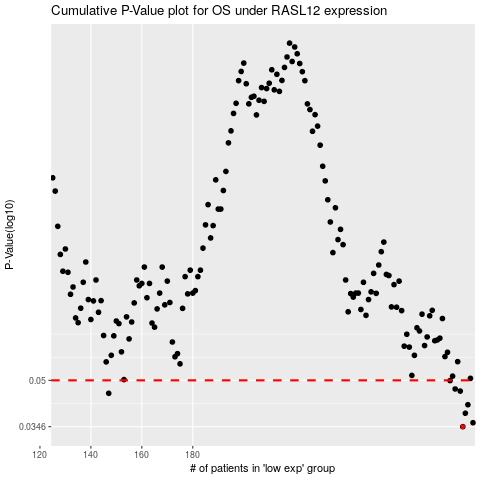 Cumulative P-Value plot for OS under RASL12 expression
P-Value(log10)
0.05
0.0346
120 140 160 180
# of patients in 'low exp' group